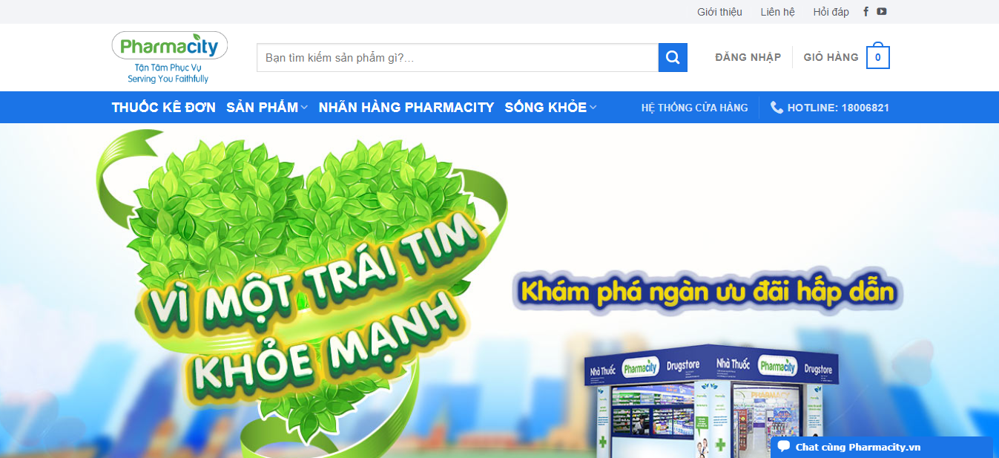 Giới thiệu Liên hệ Hỏi đáp
Pharmacity
Tận Tâm Phục Vụ
Serving You Faithfully
Bạn tìm kiếm sản phẩm gì?...
ĐĂNG NHẬP
GIỎ HÀNG 0
THUỐC KÊ ĐƠN SẢN PHẨM NHÃN HÀNG PHARMACITY SỐNG KHỎE
HỆ THỐNG CỬA HÀNG
HOTLINE: 18006821
VÌ MỘT TRÁI TIM
KHỎE MẠNH
Khám phá ngàn ưu đãi hấp dẫn
Nhà Thuốc Pharmacity Drugstore
Nhà Thuốc Pharmacity Drugstore
PHARMACY
Chat cùng Pharmacity.vn